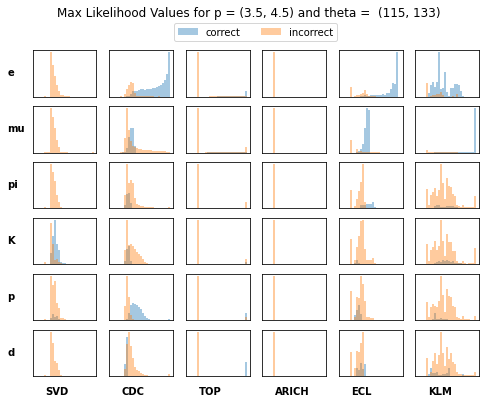 Max Likelihood Values for p = (3.5, 4.5) and theta =  (115, 133)
correct incorrect
e
mu
pi
K
p
d
SVD CDC TOP ARICH ECL KLM